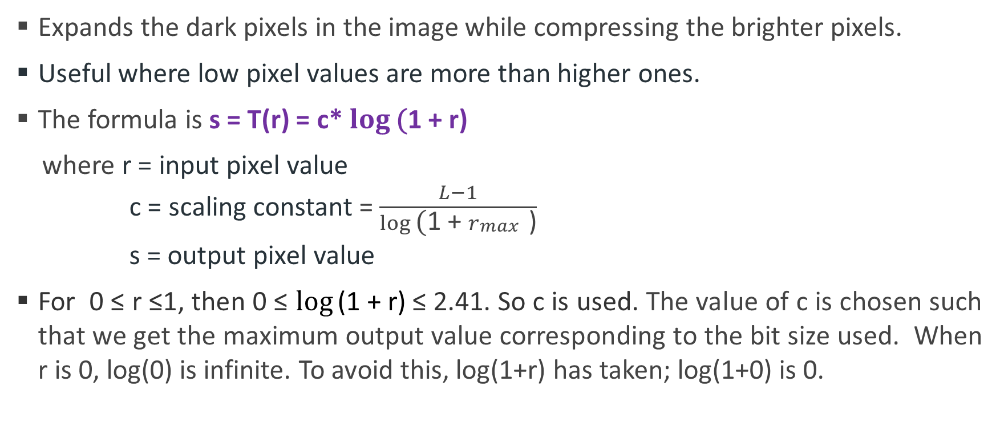 ▪ Expands the dark pixels in the image while compressing the brighter pixels.
▪ Useful where low pixel values are more than higher ones.
▪ The formula is s = T(r) = c* log (1 + r)
where r = input pixel value
c = scaling constant = \frac{L−1}{log (1 + r_{max} )}
s = output pixel value
▪ For 0 ≤ r ≤1, then 0 ≤ log (1 + r) ≤ 2.41. So c is used. The value of c is chosen such
that we get the maximum output value corresponding to the bit size used. When
r is 0, log(0) is infinite. To avoid this, log(1+r) has taken; log(1+0) is 0.